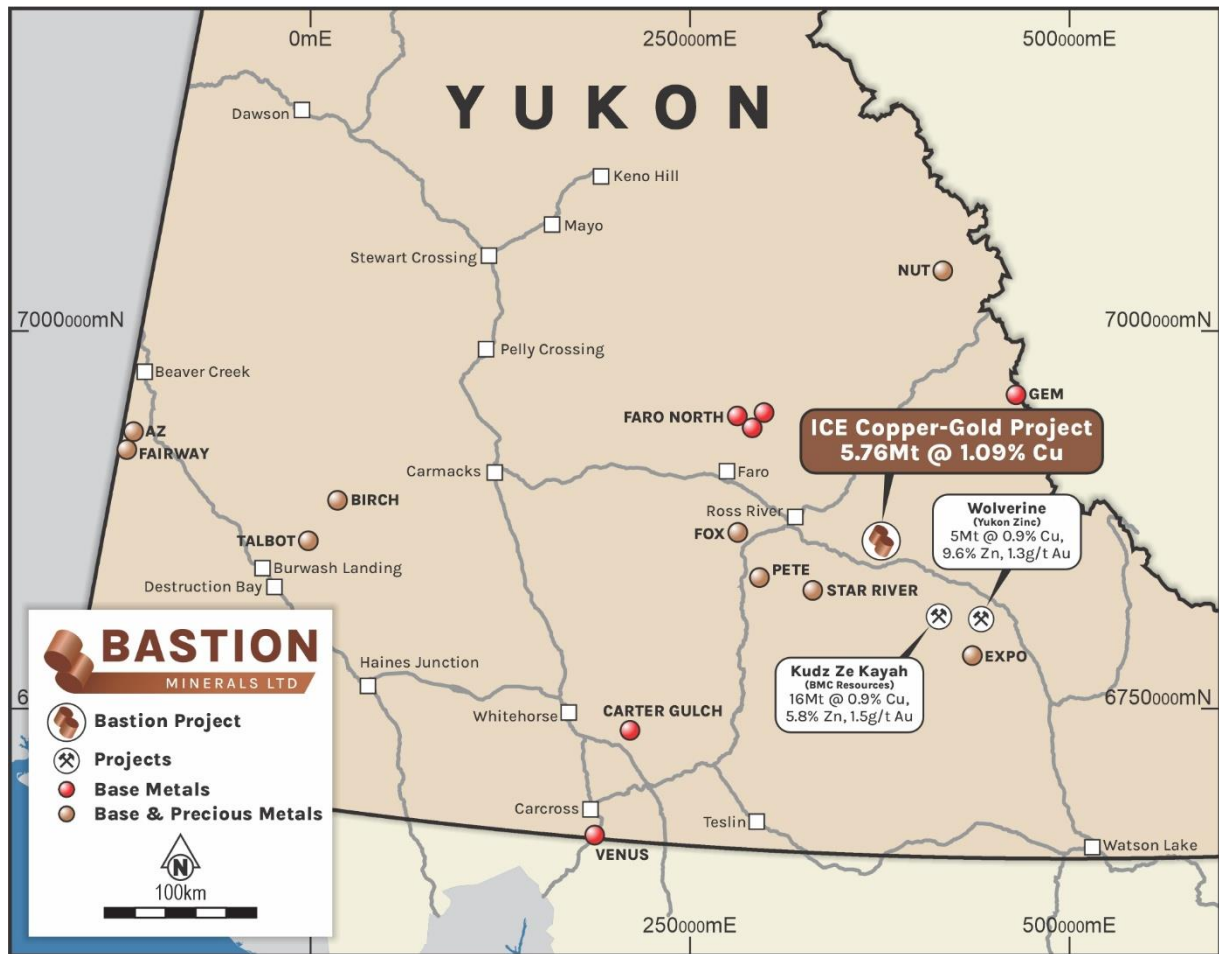 0mE
250000mE
500000mE
YUKON
Dawson
Keno Hill
Mayo
Stewart Crossing
NUT
7000000mN
7000000mN
Pelly Crossing
Beaver Creek
GEM
FARO NORTH
ICE Copper-Gold Project
5.76Mt @ 1.09% Cu
AZ
FAIRWAY
Carmacks
Faro
BIRCH
Ross River
Wolverine
(Yukon Zinc)
5Mt @ 0.9% Cu,
9.6% Zn, 1.3g/t Au
FOX
TALBOT
Burwash Landing
Destruction Bay
PETE
STAR RIVER
EXPO
Kudz Ze Kayah
(BMC Resources)
16Mt @ 0.9% Cu,
5.8% Zn, 1.5g/t Au
Haines Junction
6
6750000mN
Whitehorse
CARTER GULCH
Carcross
Teslin
VENUS
Watson Lake
BASTION
MINERALS LTD
Bastion Project
Projects
Base Metals
Base & Precious Metals
N
100km
250000mE
500000mE